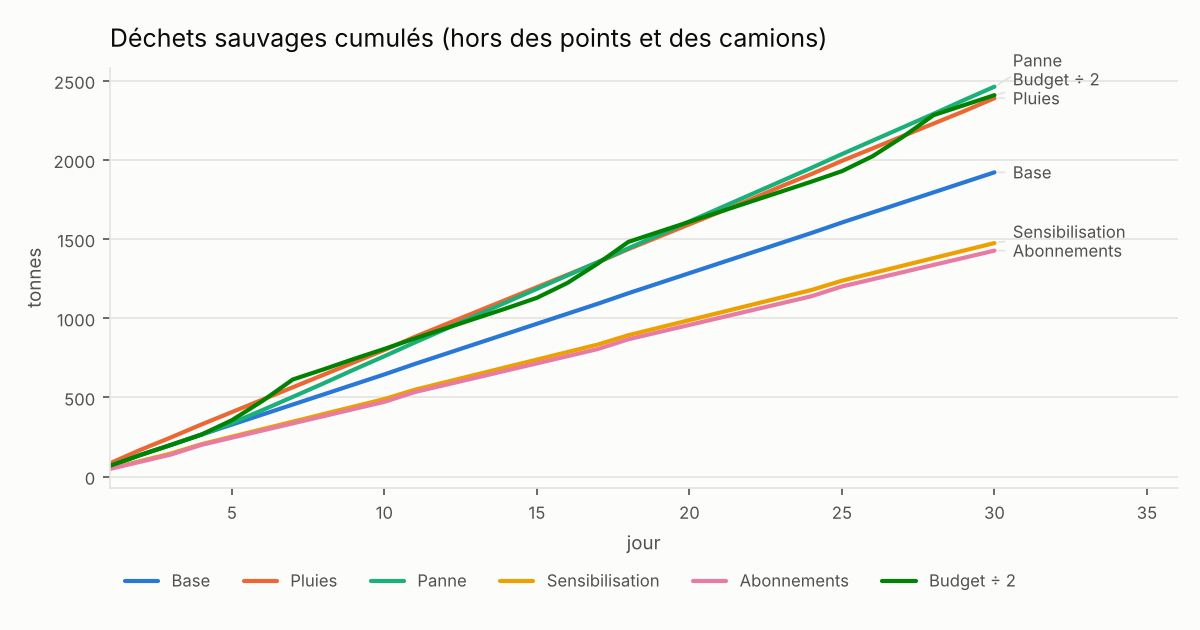 Déchets sauvages cumulés (hors des points et des camions)
Panne
Budget ÷ 2
Pluies
Base
Sensibilisation
Abonnements
2500
2000
1500
1000
500
0
tonnes
5 10 15 20 25 30 35
jour
Base Pluies Panne Sensibilisation Abonnements Budget ÷ 2